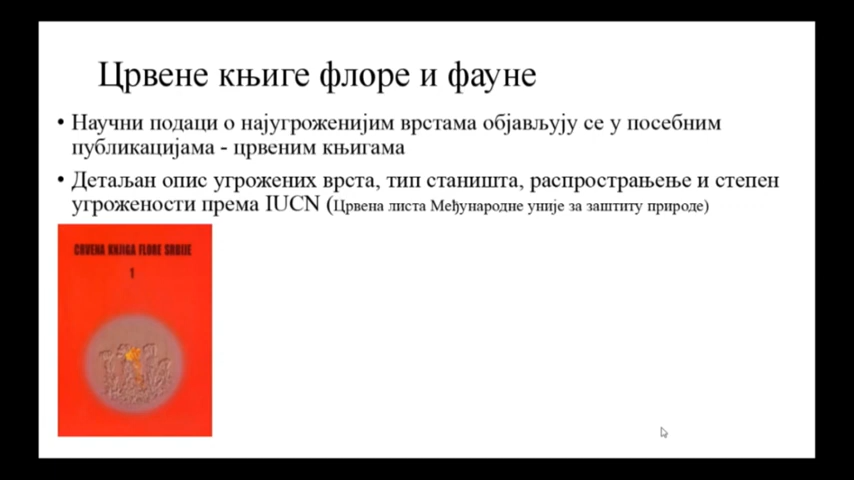 Црвене књиге флоре и фауне
• Научни подаци о најугроженијим врстама објављују се у посебним
публикацијама - црвеним књигама
• Детаљан опис угрожених врста, тип станишта, распрострањење и степен
угрожености према IUCN (Црвена листа Међународне уније за заштиту природе)
CRVENA KNJIGA FLORE SRBIJE
1